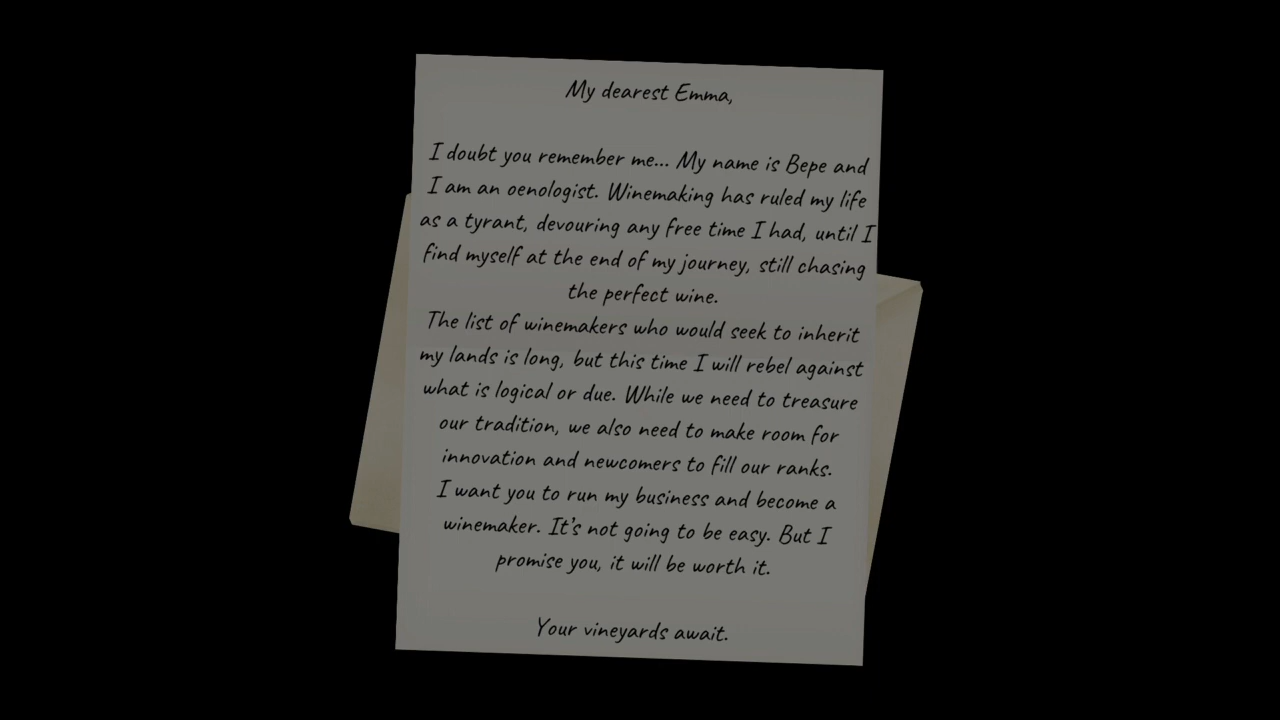 My dearest Emma,
I doubt you remember me... My name is Bepe and
I am an oenologist. Winemaking has ruled my life
as a tyrant, devouring any free time I had, until I
find myself at the end of my journey, still chasing
the perfect wine.
The list of winemakers who would seek to inherit
my lands is long, but this time I will rebel against
what is logical or due. While we need to treasure
our tradition, we also need to make room for
innovation and newcomers to fill our ranks.
I want you to run my business and become a
winemaker. It's not going to be easy. But I
promise you, it will be worth it.
Your vineyards await.